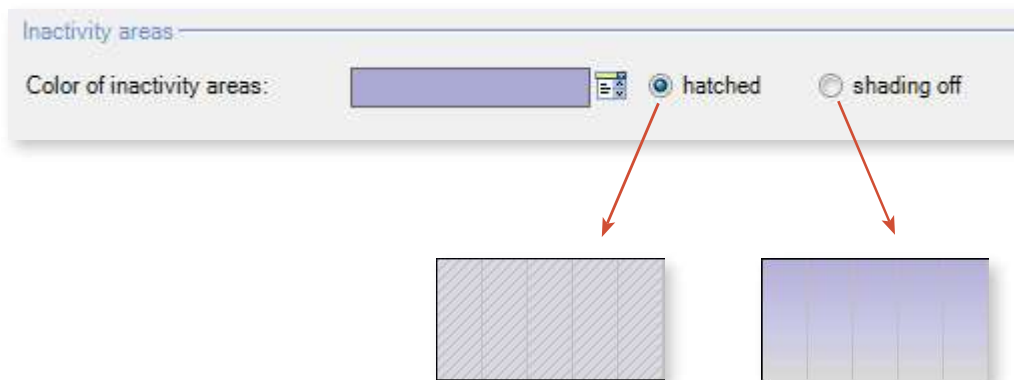 Inactivity areas
Color of inactivity areas: hatched shading off